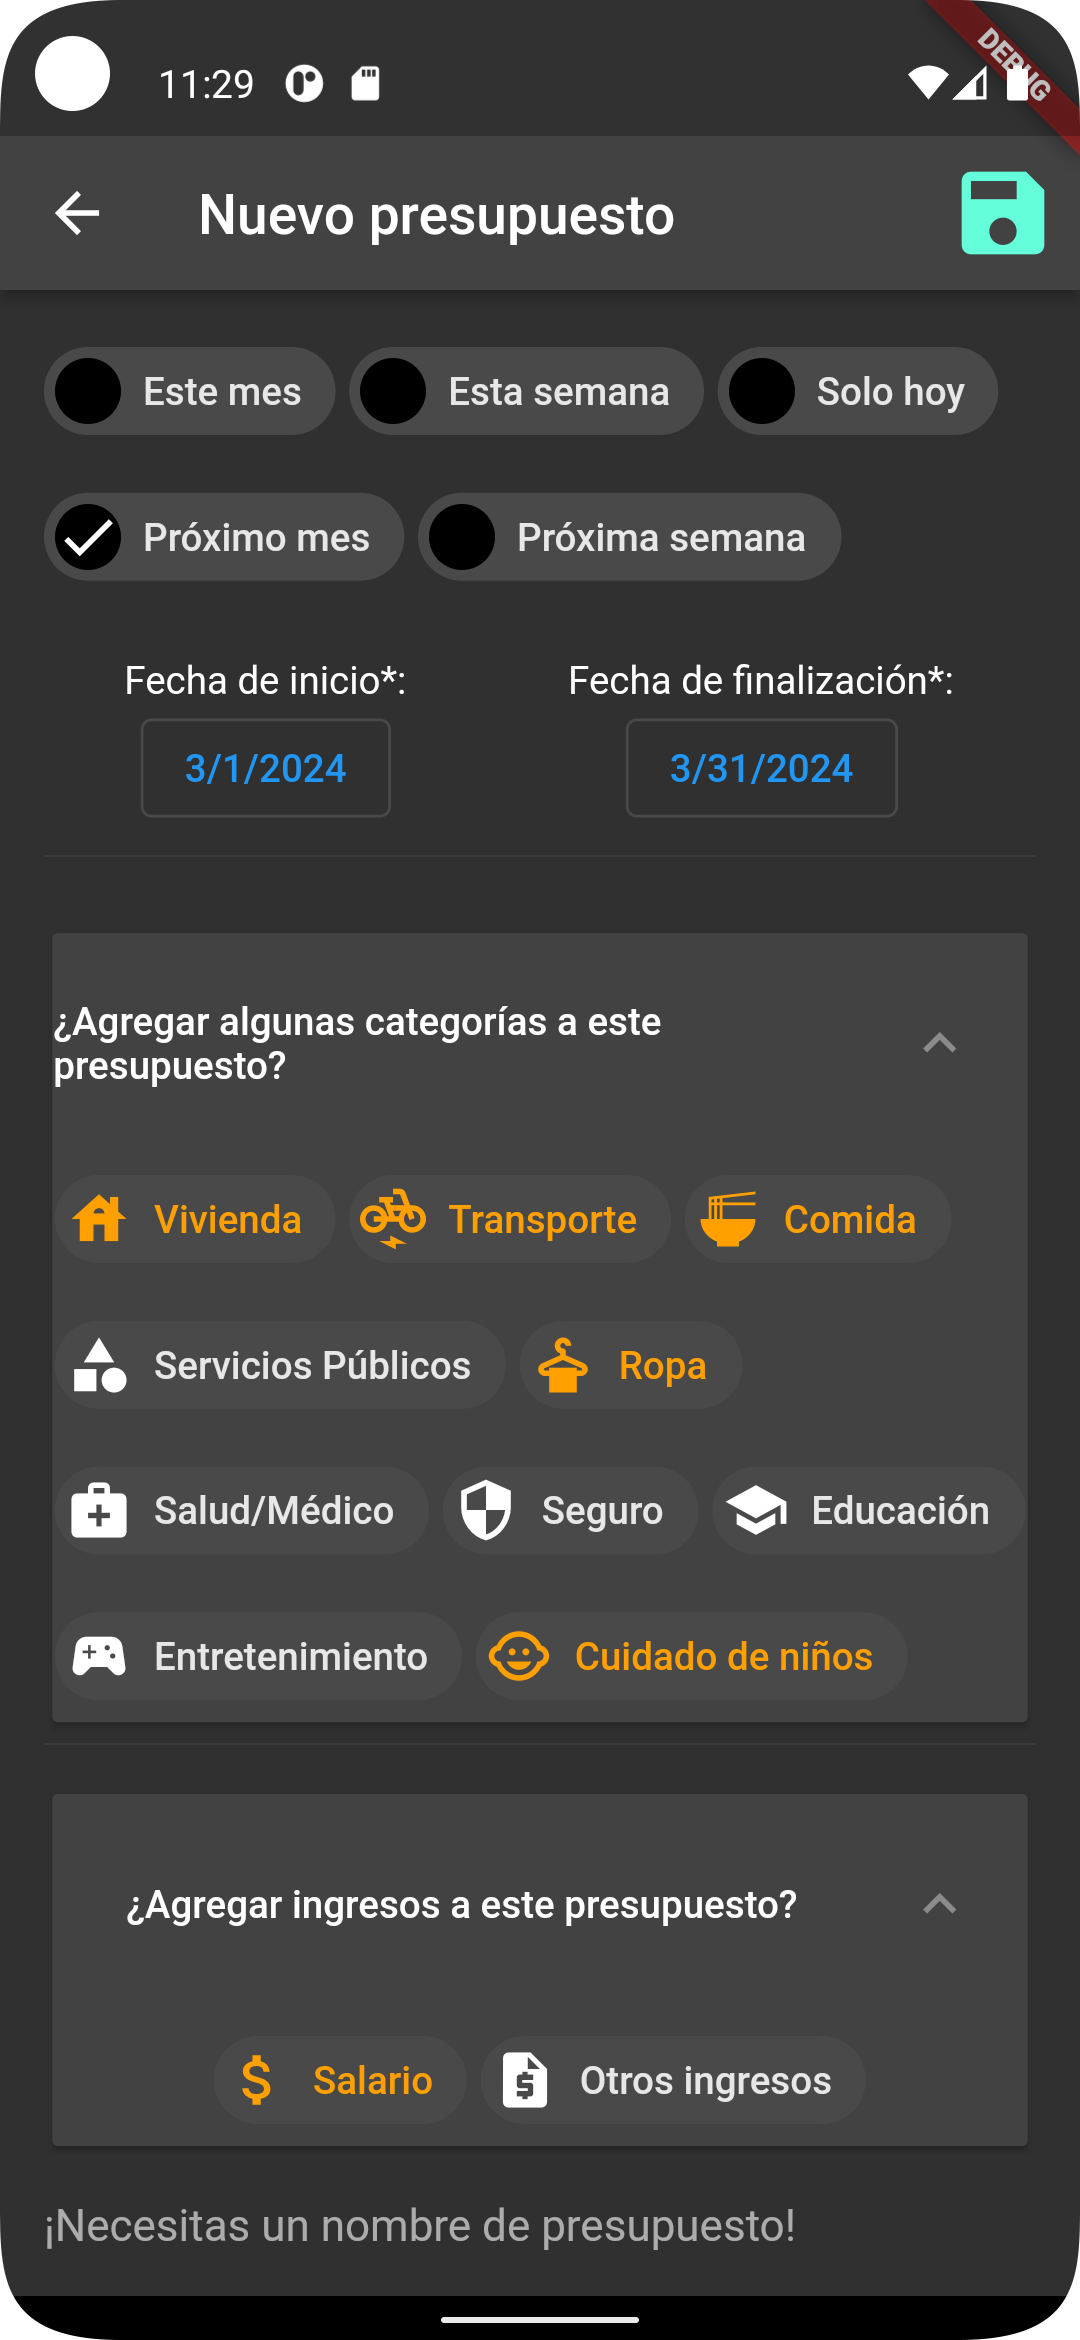 11:29
DEBUG
Nuevo presupuesto
Este mes Esta semana Solo hoy
Próximo mes Próxima semana
Fecha de inicio*: Fecha de finalización*:
3/1/2024 3/31/2024
¿Agregar algunas categorías a este
presupuesto?
Vivienda Transporte Comida
Servicios Públicos Ropa
Salud/Médico Seguro Educación
Entretenimiento Cuidado de niños
¿Agregar ingresos a este presupuesto?
Salario Otros ingresos
¡Necesitas un nombre de presupuesto!